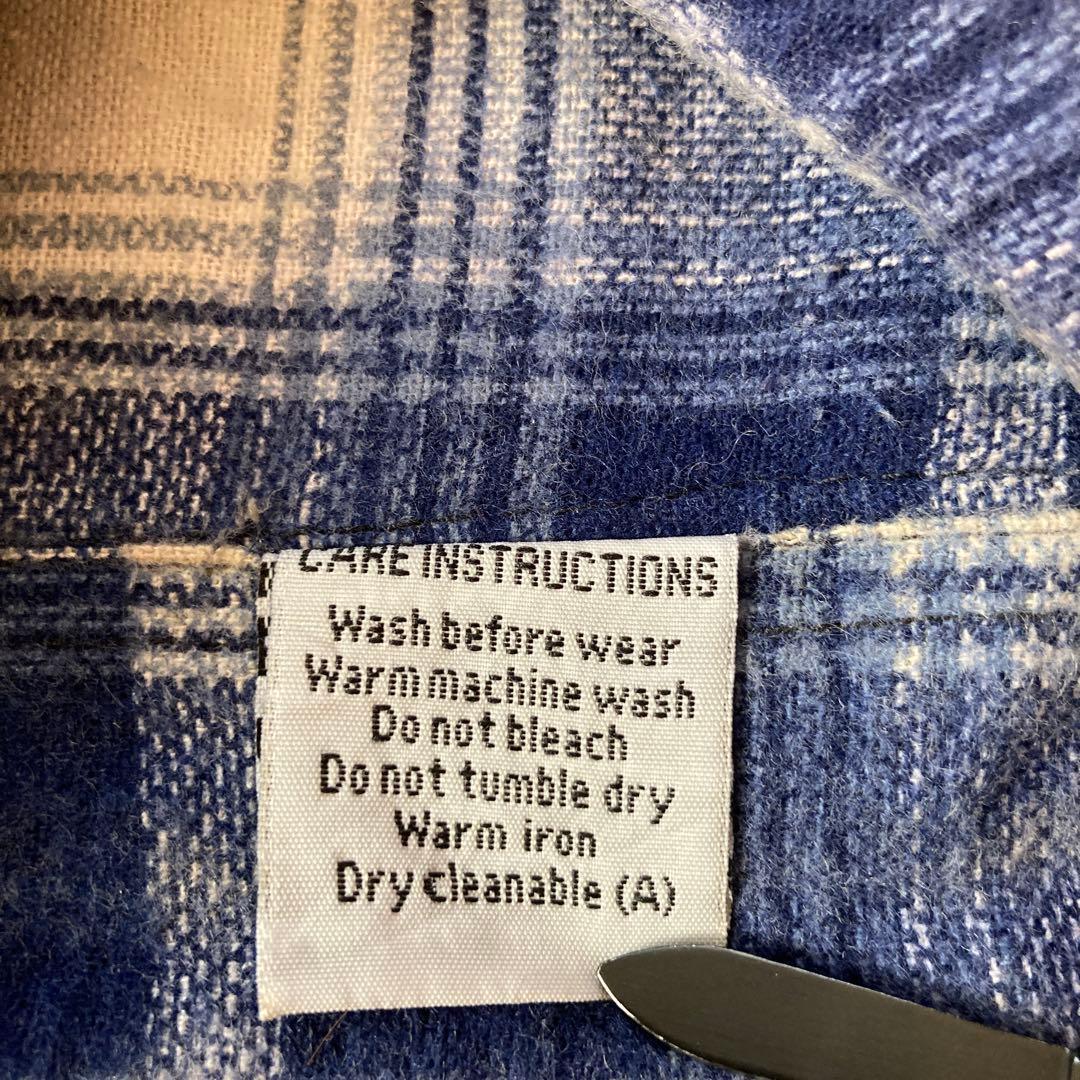 CARE INSTRUCTIONS
Wash before wear
Warm machine wash
Do not bleach
Do not tumble dry
Warm iron
Dry cleanable (A)